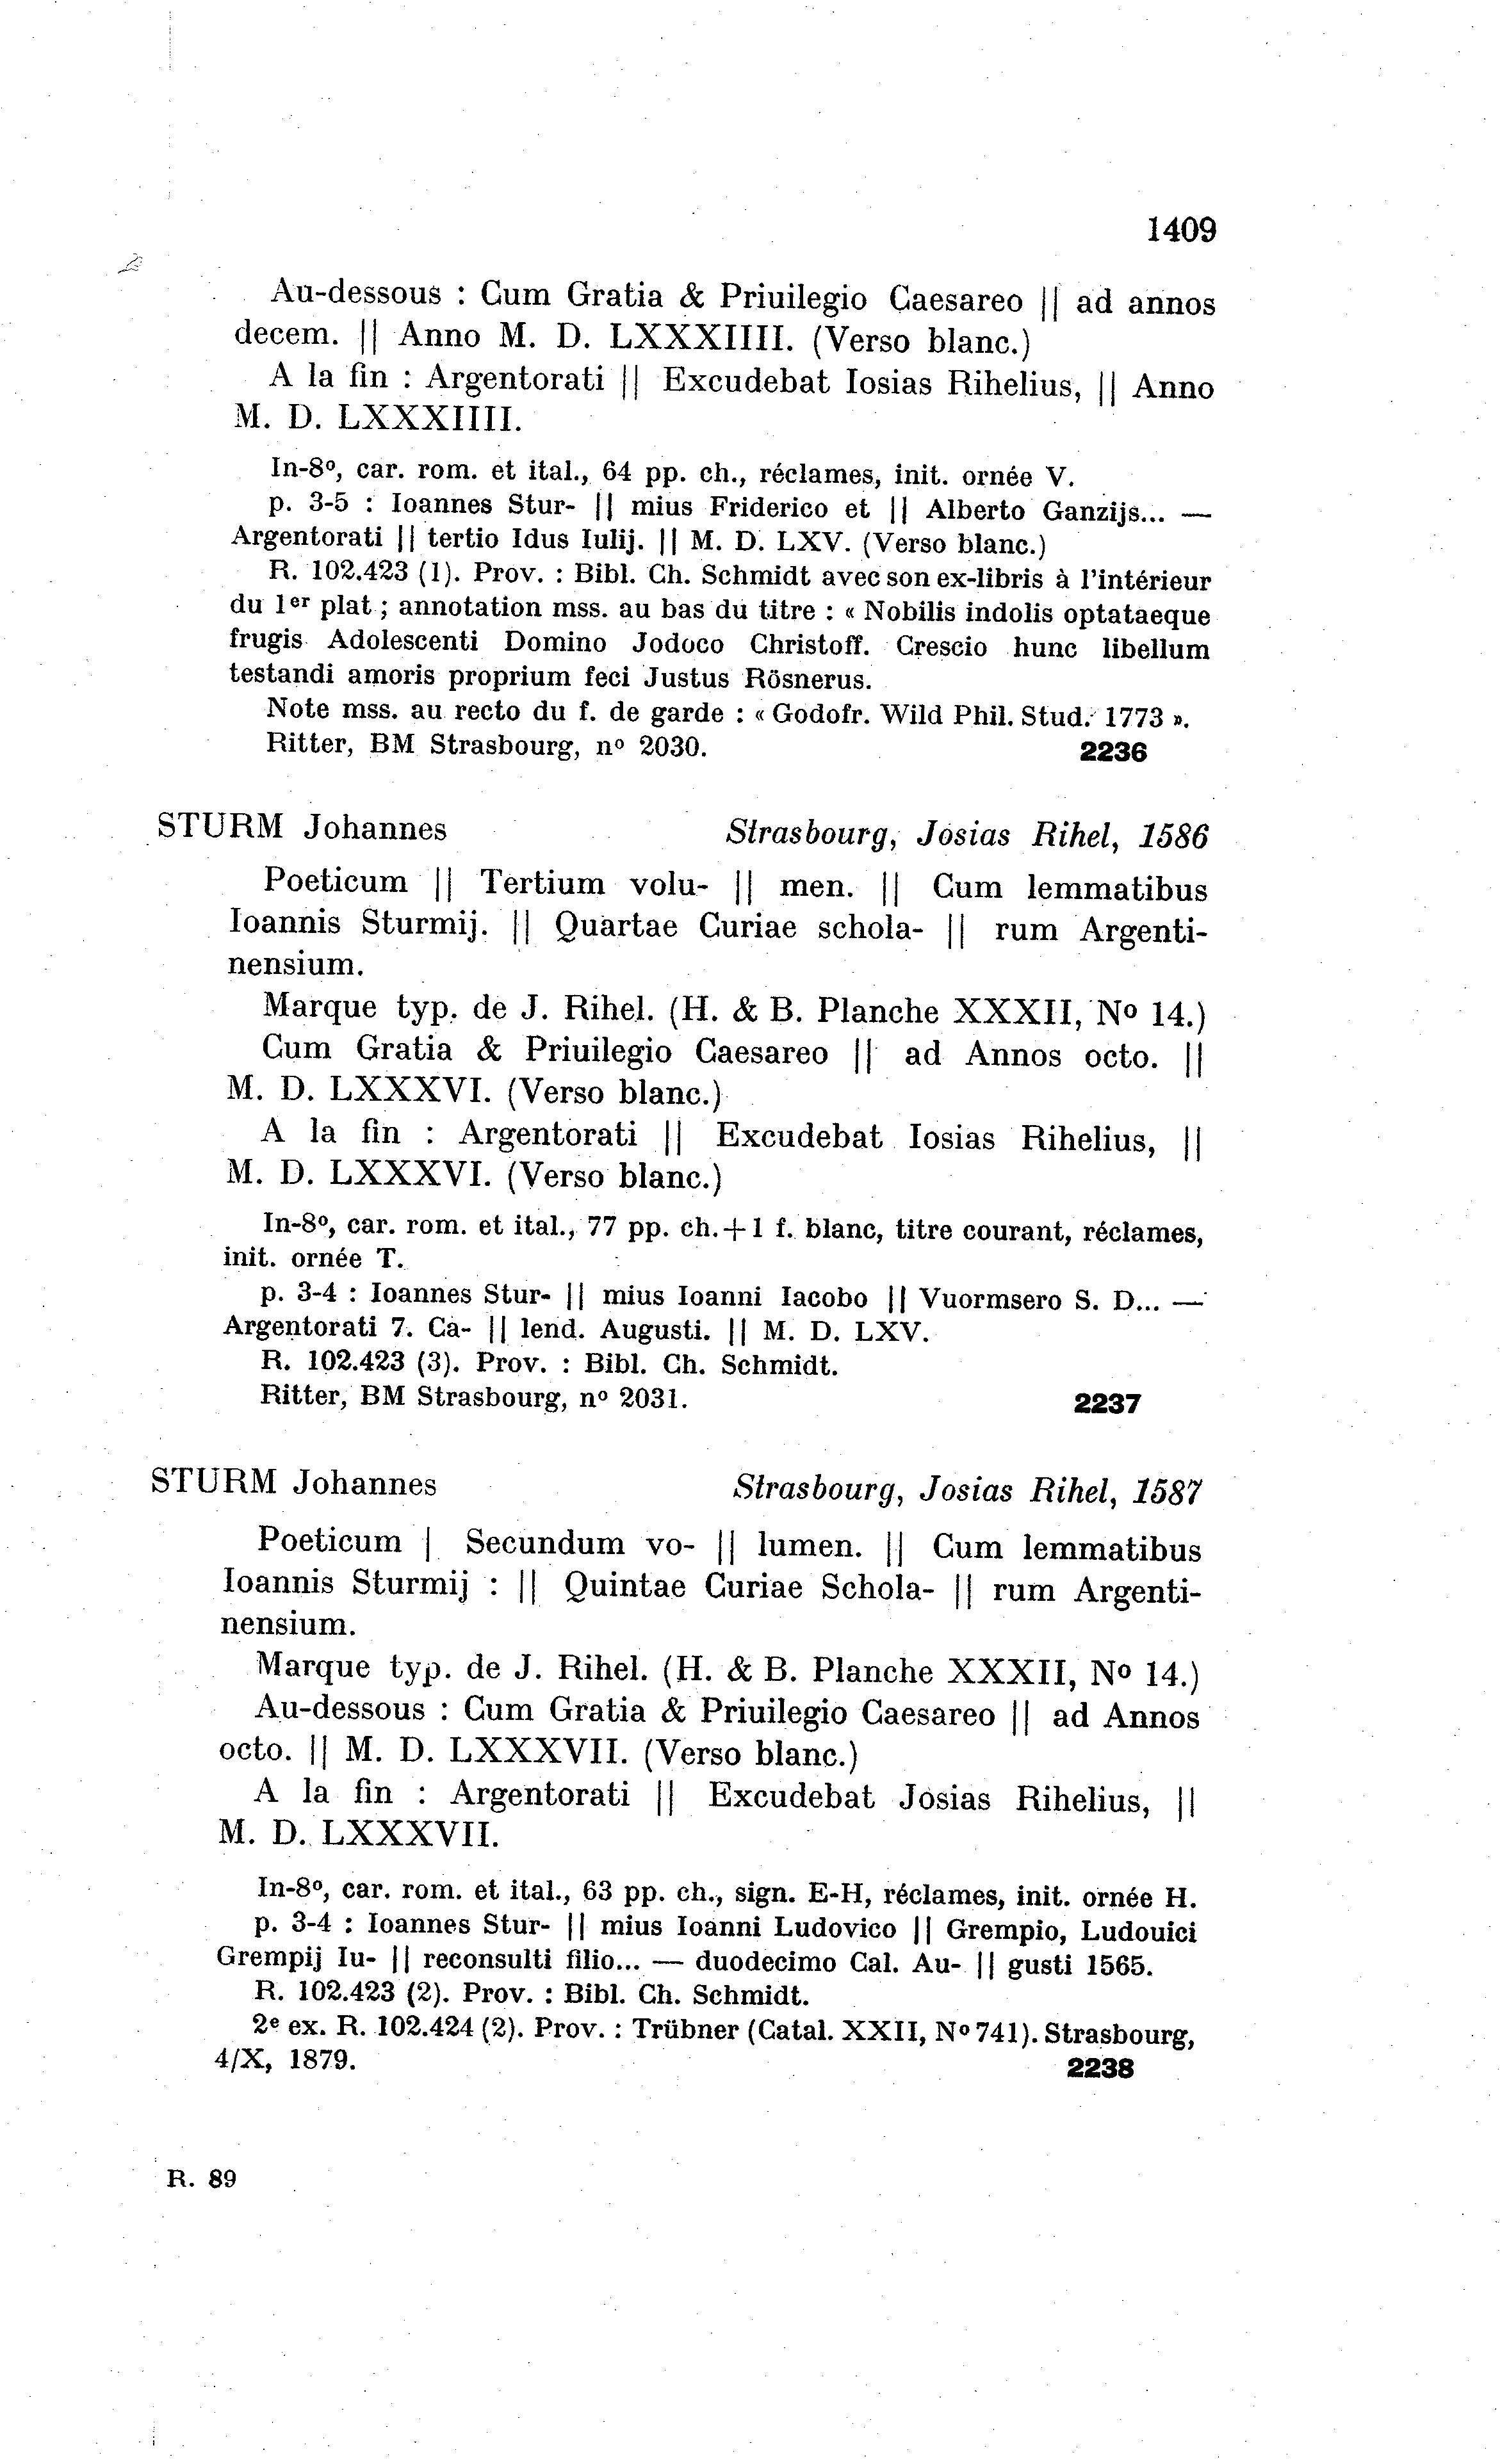 1409
Au-dessous : Cum Gratia & Priuilegio Caesareo || ad annos
decem. || Anno M. D. LXXXIIII. (Verso blanc.)
A la fin : Argentorati || Excudebat Iosias Rihelius, || Anno
M. D. LXXXIIII.
In-8º, car. rom. et ital., 64 pp. ch., réclames, init. ornée V.
p. 3-5 : Ioannes Stur- || mius Friderico et || Alberto Ganzijs... —
Argentorati || tertio Idus Iulij. || M. D. LXV. (Verso blanc.)
R. 102.423 (1). Prov. : Bibl. Ch. Schmidt avec son ex-libris à l'intérieur
du 1er plat ; annotation mss. au bas du titre : « Nobilis indolis optataeque
frugis Adolescenti Domino Jodoco Christoff. Crescio hunc libellum
testandi amoris proprium feci Justus Rösnerus.
Note mss. au recto du f. de garde : « Godofr. Wild Phil. Stud. 1773 ».
Ritter, BM Strasbourg, nº 2030. 2236
STURM Johannes Strasbourg, Josias Rihel, 1586
Poeticum || Tertium volu- || men. || Cum lemmatibus
Ioannis Sturmij. || Quartae Curiae schola- || rum Argenti-
nensium.
Marque typ. de J. Rihel. (H. & B. Planche XXXII, Nº 14.)
Cum Gratia & Priuilegio Caesareo || ad Annos octo. ||
M. D. LXXXVI. (Verso blanc.)
A la fin : Argentorati || Excudebat Iosias Rihelius, ||
M. D. LXXXVI. (Verso blanc.)
In-8º, car. rom. et ital., 77 pp. ch.+1 f. blanc, titre courant, réclames,
init. ornée T.
p. 3-4 : Ioannes Stur- || mius Ioanni Iacobo || Vuormsero S. D... —
Argentorati 7. Ca- || lend. Augusti. || M. D. LXV.
R. 102.423 (3). Prov. : Bibl. Ch. Schmidt.
Ritter, BM Strasbourg, nº 2031. 2237
STURM Johannes Strasbourg, Josias Rihel, 1587
Poeticum | Secundum vo- || lumen. || Cum lemmatibus
Ioannis Sturmij : || Quintae Curiae Schola- || rum Argenti-
nensium.
Marque typ. de J. Rihel. (H. & B. Planche XXXII, Nº 14.)
Au-dessous : Cum Gratia & Priuilegio Caesareo || ad Annos
octo. || M. D. LXXXVII. (Verso blanc.)
A la fin : Argentorati || Excudebat Josias Rihelius, ||
M. D. LXXXVII.
In-8º, car. rom. et ital., 63 pp. ch., sign. E-H, réclames, init. ornée H.
p. 3-4 : Ioannes Stur- || mius Ioanni Ludovico || Grempio, Ludouici
Grempij Iu- || reconsulti filio... — duodecimo Cal. Au- || gusti 1565.
R. 102.423 (2). Prov. : Bibl. Ch. Schmidt.
2e ex. R. 102.424 (2). Prov. : Trübner (Catal. XXII, Nº 741). Strasbourg,
4/X, 1879. 2238
R. 89